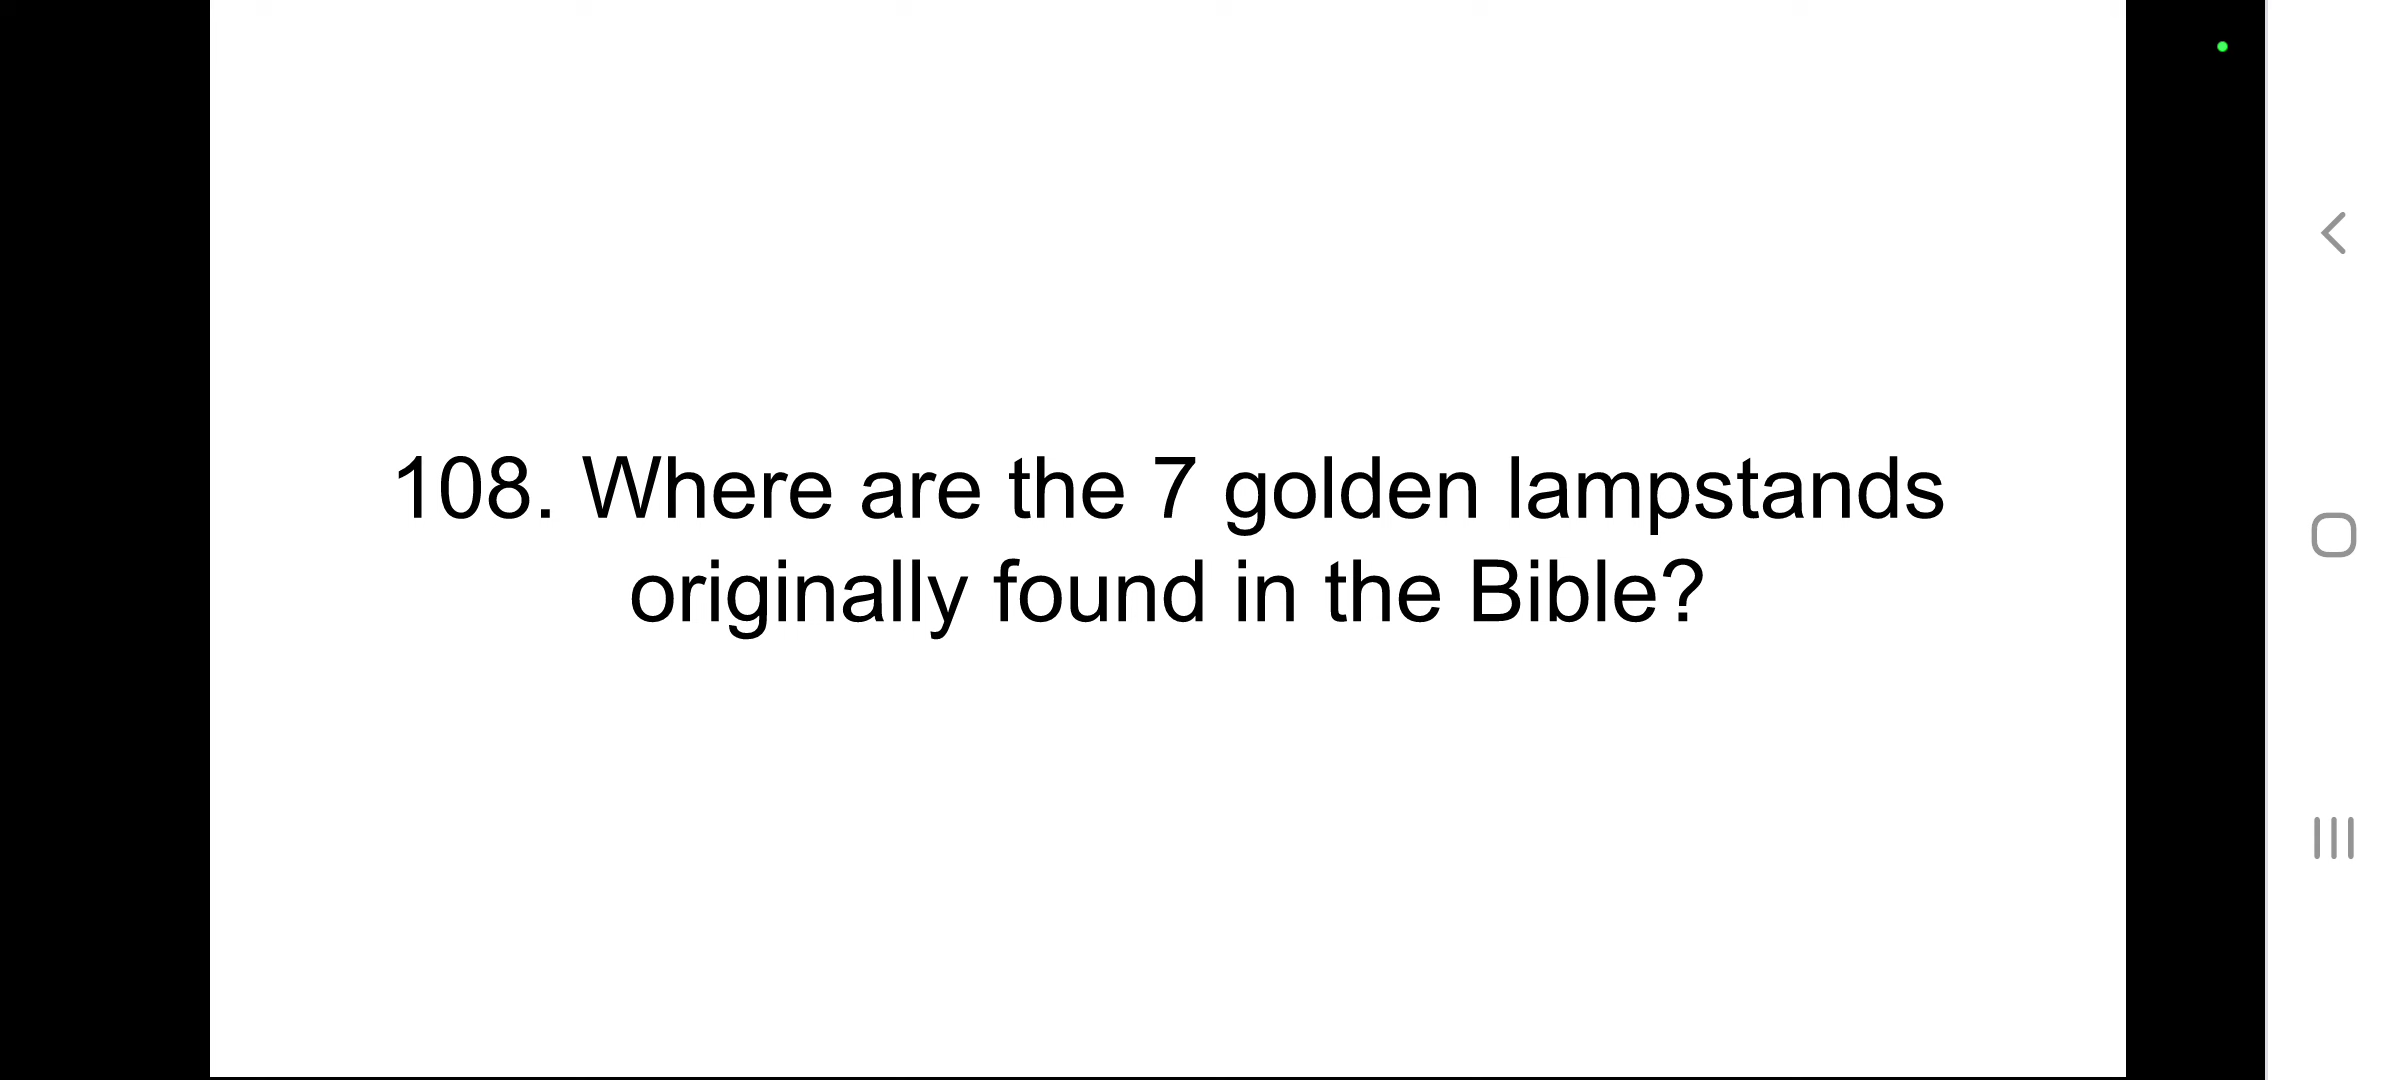 108. Where are the 7 golden lampstands
originally found in the Bible?